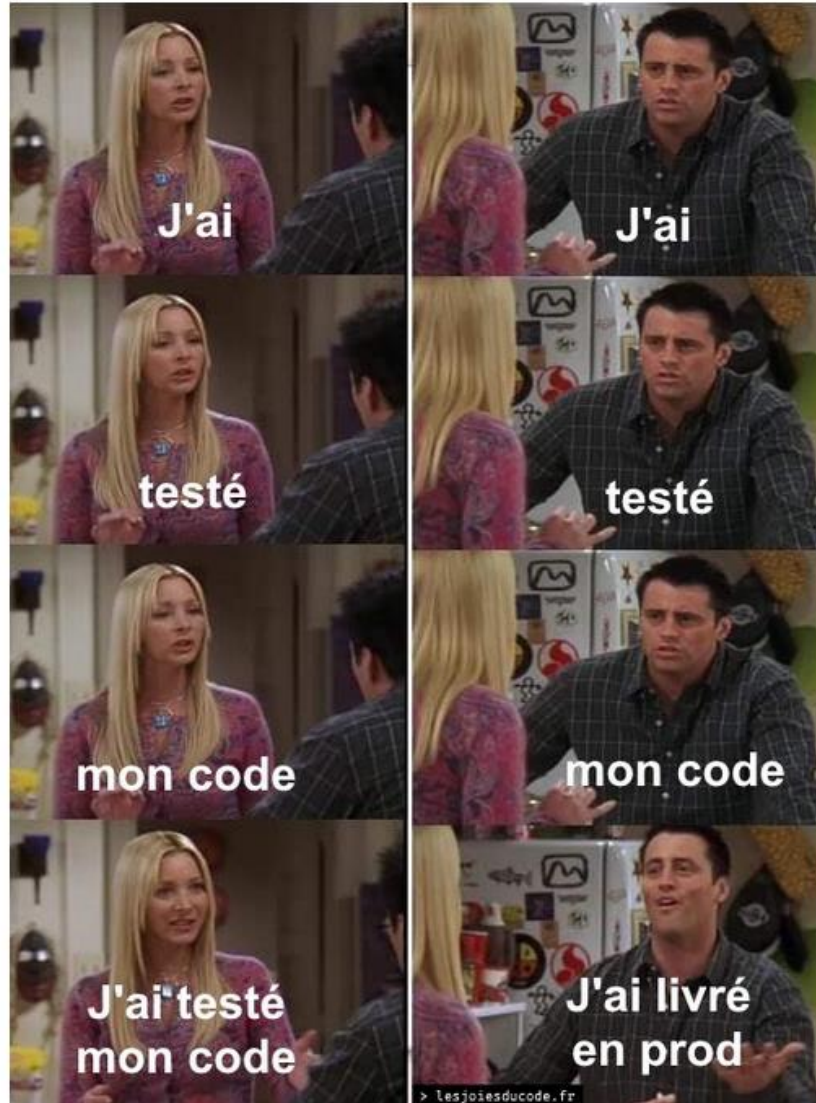 J'ai
J'ai
testé
testé
mon code
mon code
J'ai testé
mon code
J'ai livré
en prod
> lesjoiesducode.fr